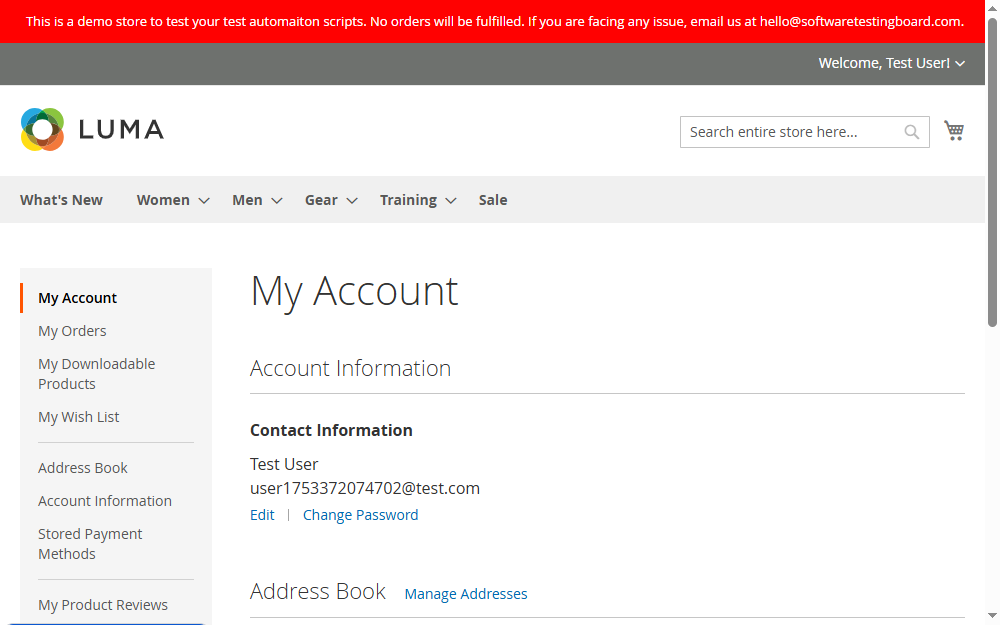 This is a demo store to test your test automaiton scripts. No orders will be fulfilled. If you are facing any issue, email us at hello@softwaretestingboard.com.
Welcome, Test User!
LUMA
Search entire store here...
What's New Women Men Gear Training Sale
My Account
My Orders
My Downloadable
Products
My Wish List
Address Book
Account Information
Stored Payment
Methods
My Product Reviews
My Account
Account Information
Contact Information
Test User
user1753372074702@test.com
Edit | Change Password
Address Book Manage Addresses